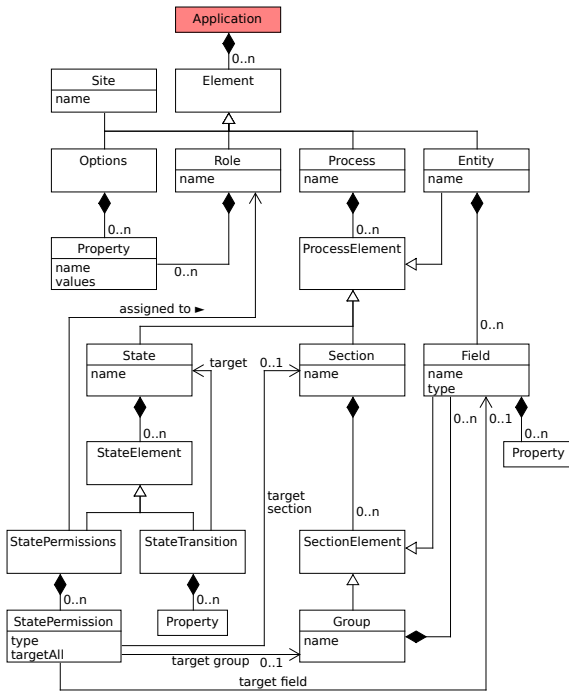 Application
0..n
Site
name
Element
Options
Role
name
Process
name
Entity
name
0..n
0..n
Property
name
values
0..n
ProcessElement
assigned to ►
0..n
State
name
target
0..1
Section
name
Field
name
type
0..n
StateElement
0..n
0..1
0..n
Property
target
section
0..n
StatePermissions
StateTransition
SectionElement
0..n
0..n
StatePermission
type
targetAll
Property
Group
name
target group
0..1
target field